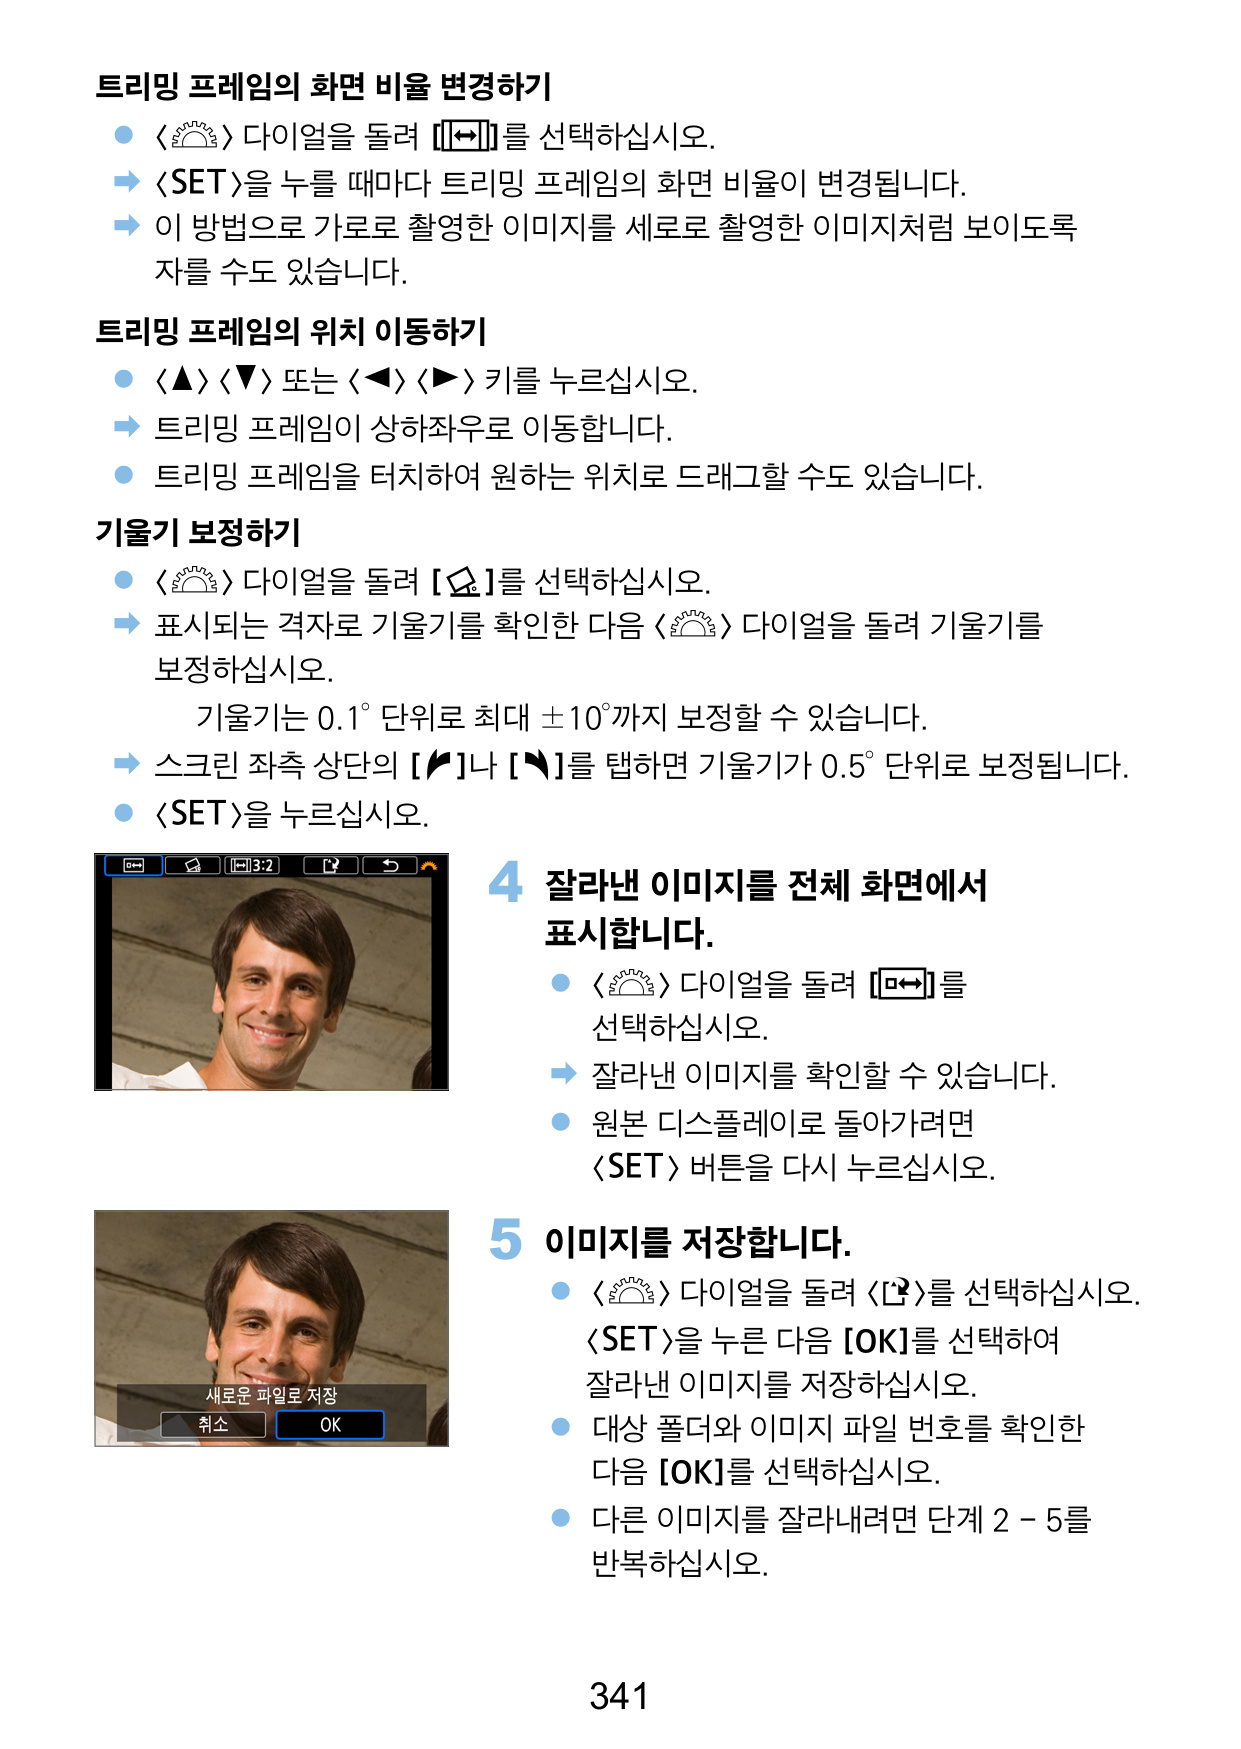 트리밍 프레임의 화면 비율 변경하기
● 〈〉 다이얼을 돌려 []를 선택하십시오.
➡ 〈SET〉을 누를 때마다 트리밍 프레임의 화면 비율이 변경됩니다.
➡ 이 방법으로 가로로 촬영한 이미지를 세로로 촬영한 이미지처럼 보이도록
자를 수도 있습니다.
트리밍 프레임의 위치 이동하기
● 〈▲〉〈▼〉 또는 〈◀〉〈▶〉 키를 누르십시오.
➡ 트리밍 프레임이 상하좌우로 이동합니다.
● 트리밍 프레임을 터치하여 원하는 위치로 드래그할 수도 있습니다.
기울기 보정하기
● 〈〉 다이얼을 돌려 []를 선택하십시오.
➡ 표시되는 격자로 기울기를 확인한 다음 〈〉 다이얼을 돌려 기울기를
보정하십시오.
기울기는 0.1° 단위로 최대 ±10°까지 보정할 수 있습니다.
➡ 스크린 좌측 상단의 []나 []를 탭하면 기울기가 0.5° 단위로 보정됩니다.
● 〈SET〉을 누르십시오.
3:2
4 잘라낸 이미지를 전체 화면에서
표시합니다.
● 〈〉 다이얼을 돌려 []를
선택하십시오.
➡ 잘라낸 이미지를 확인할 수 있습니다.
● 원본 디스플레이로 돌아가려면
〈SET〉 버튼을 다시 누르십시오.
새로운 파일로 저장
취소 OK
5 이미지를 저장합니다.
● 〈〉 다이얼을 돌려 〈〉를 선택하십시오.
〈SET〉을 누른 다음 [OK]를 선택하여
잘라낸 이미지를 저장하십시오.
● 대상 폴더와 이미지 파일 번호를 확인한
다음 [OK]를 선택하십시오.
● 다른 이미지를 잘라내려면 단계 2 – 5를
반복하십시오.
341